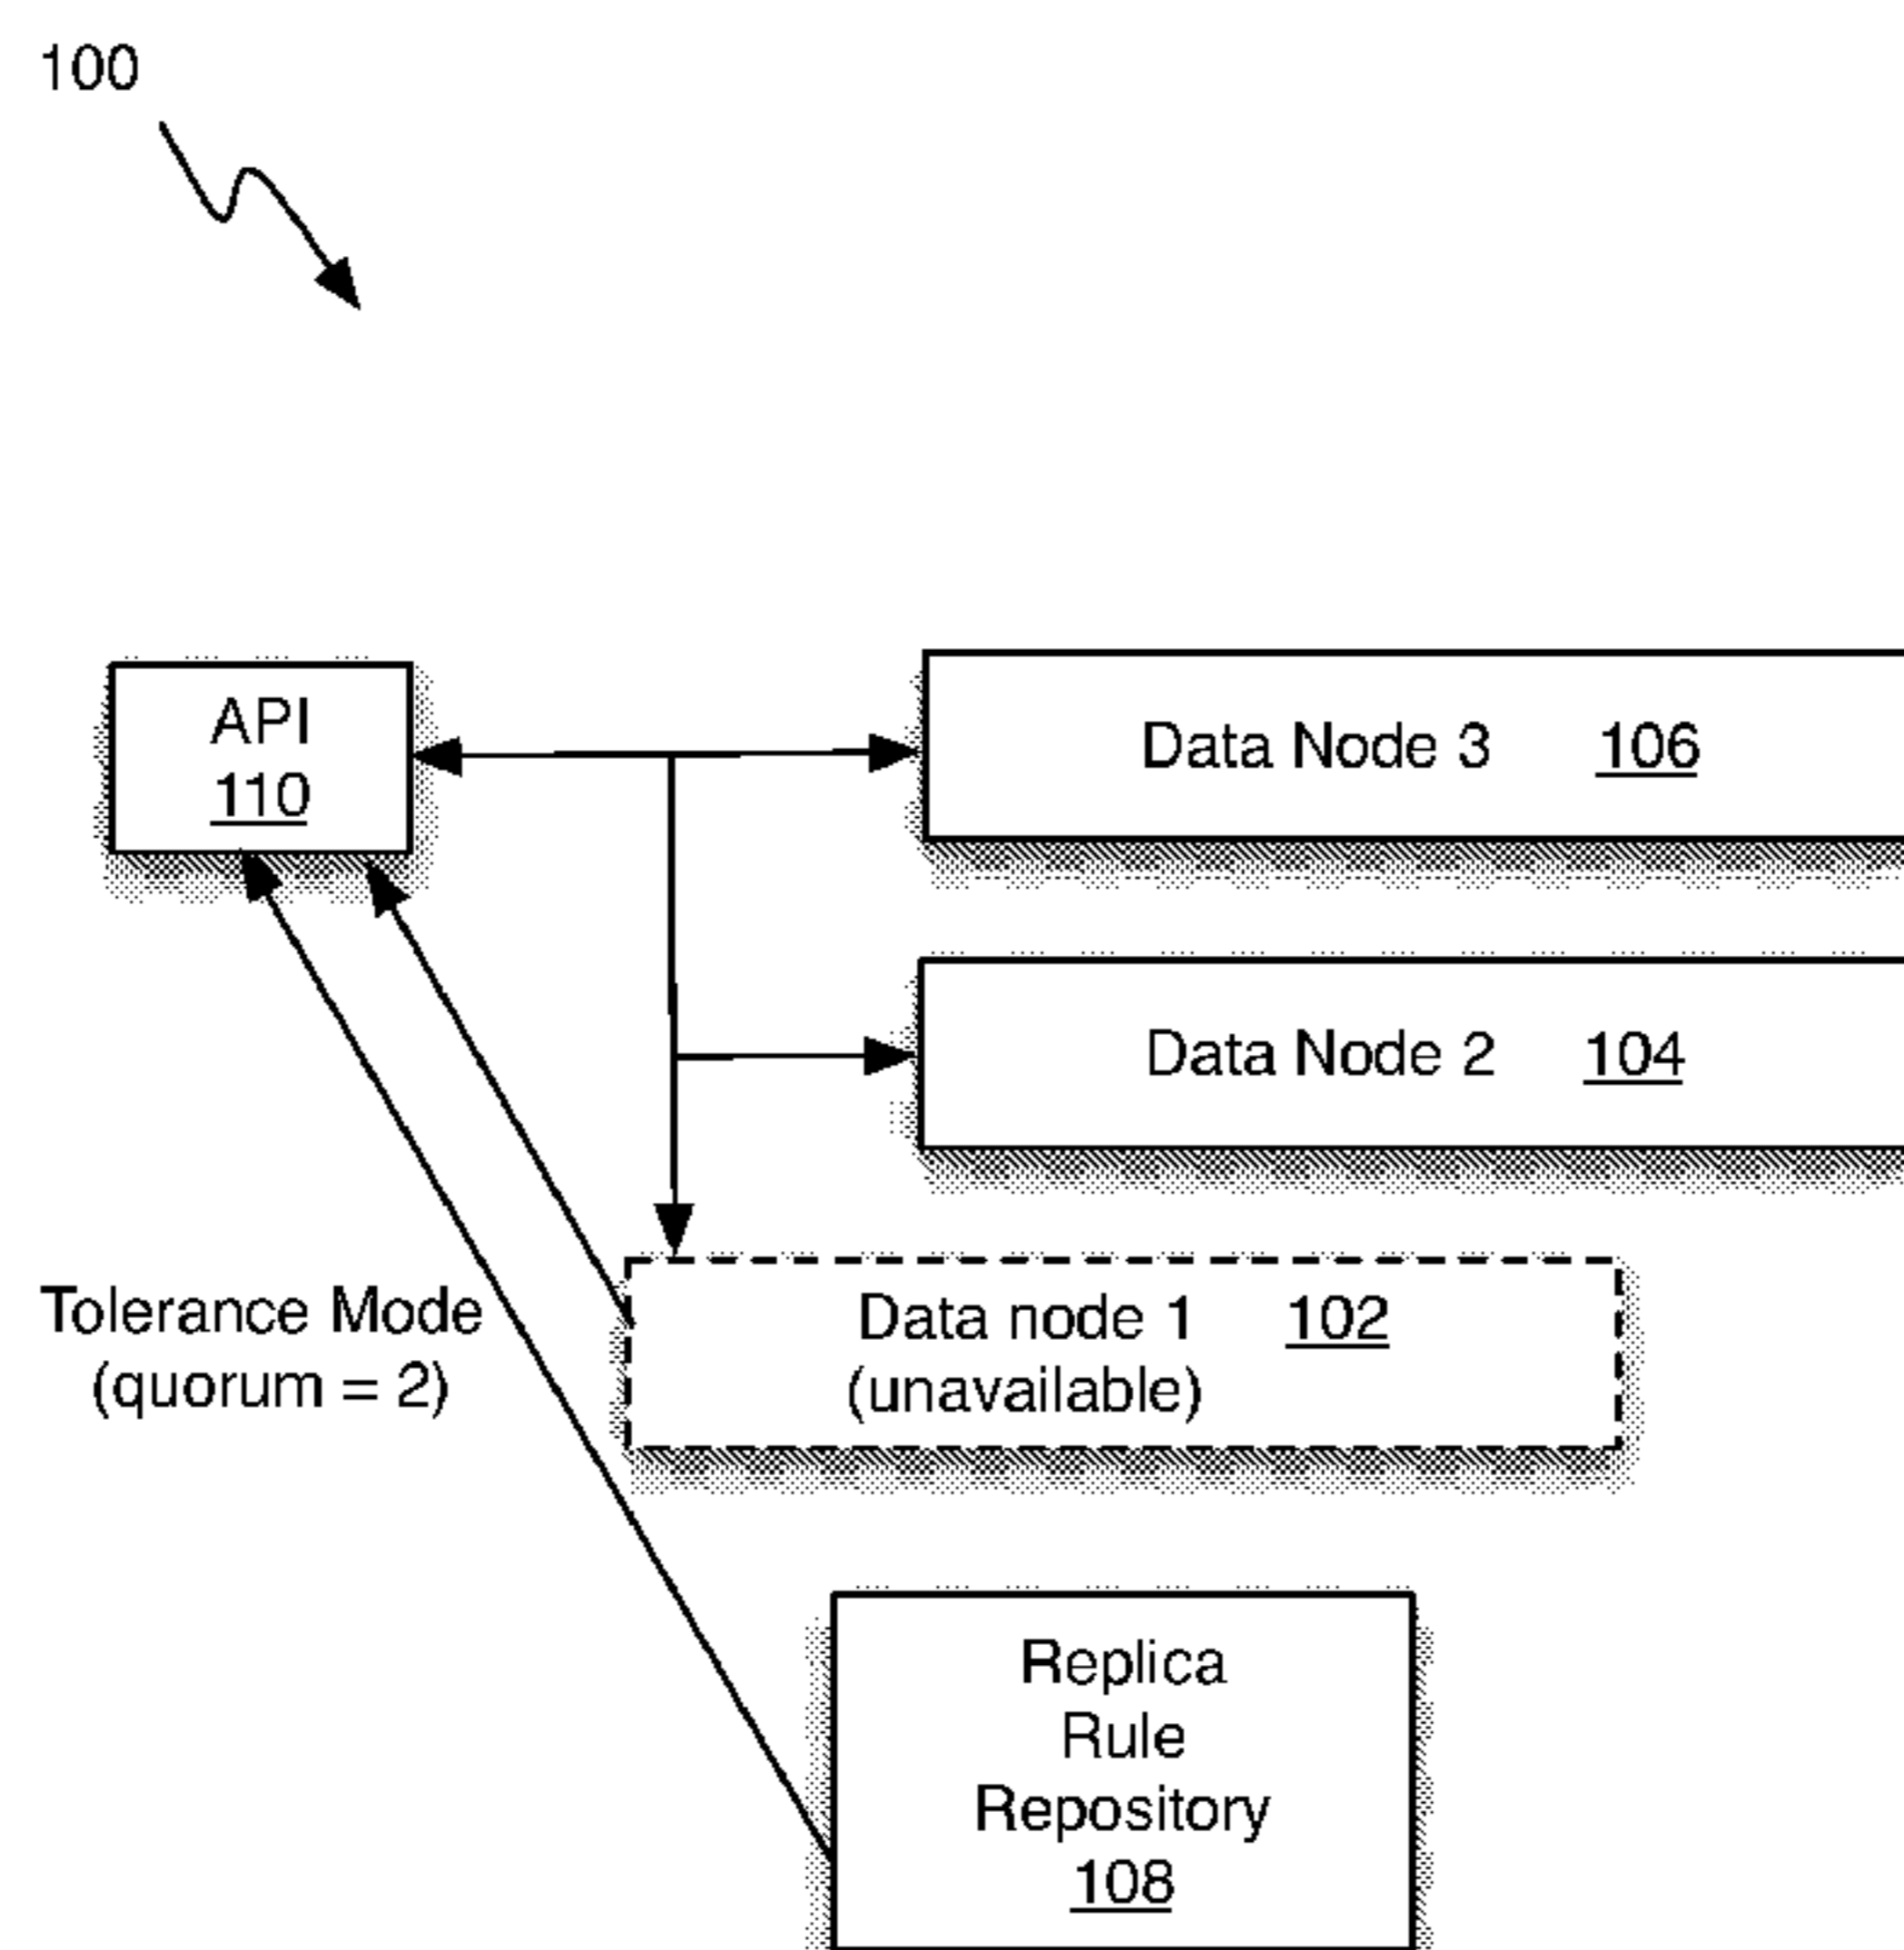 100
API
110
Data Node 3 106
Data Node 2 104
Data node 1 102
(unavailable)
Tolerance Mode
(quorum = 2)
Replica
Rule
Repository
108